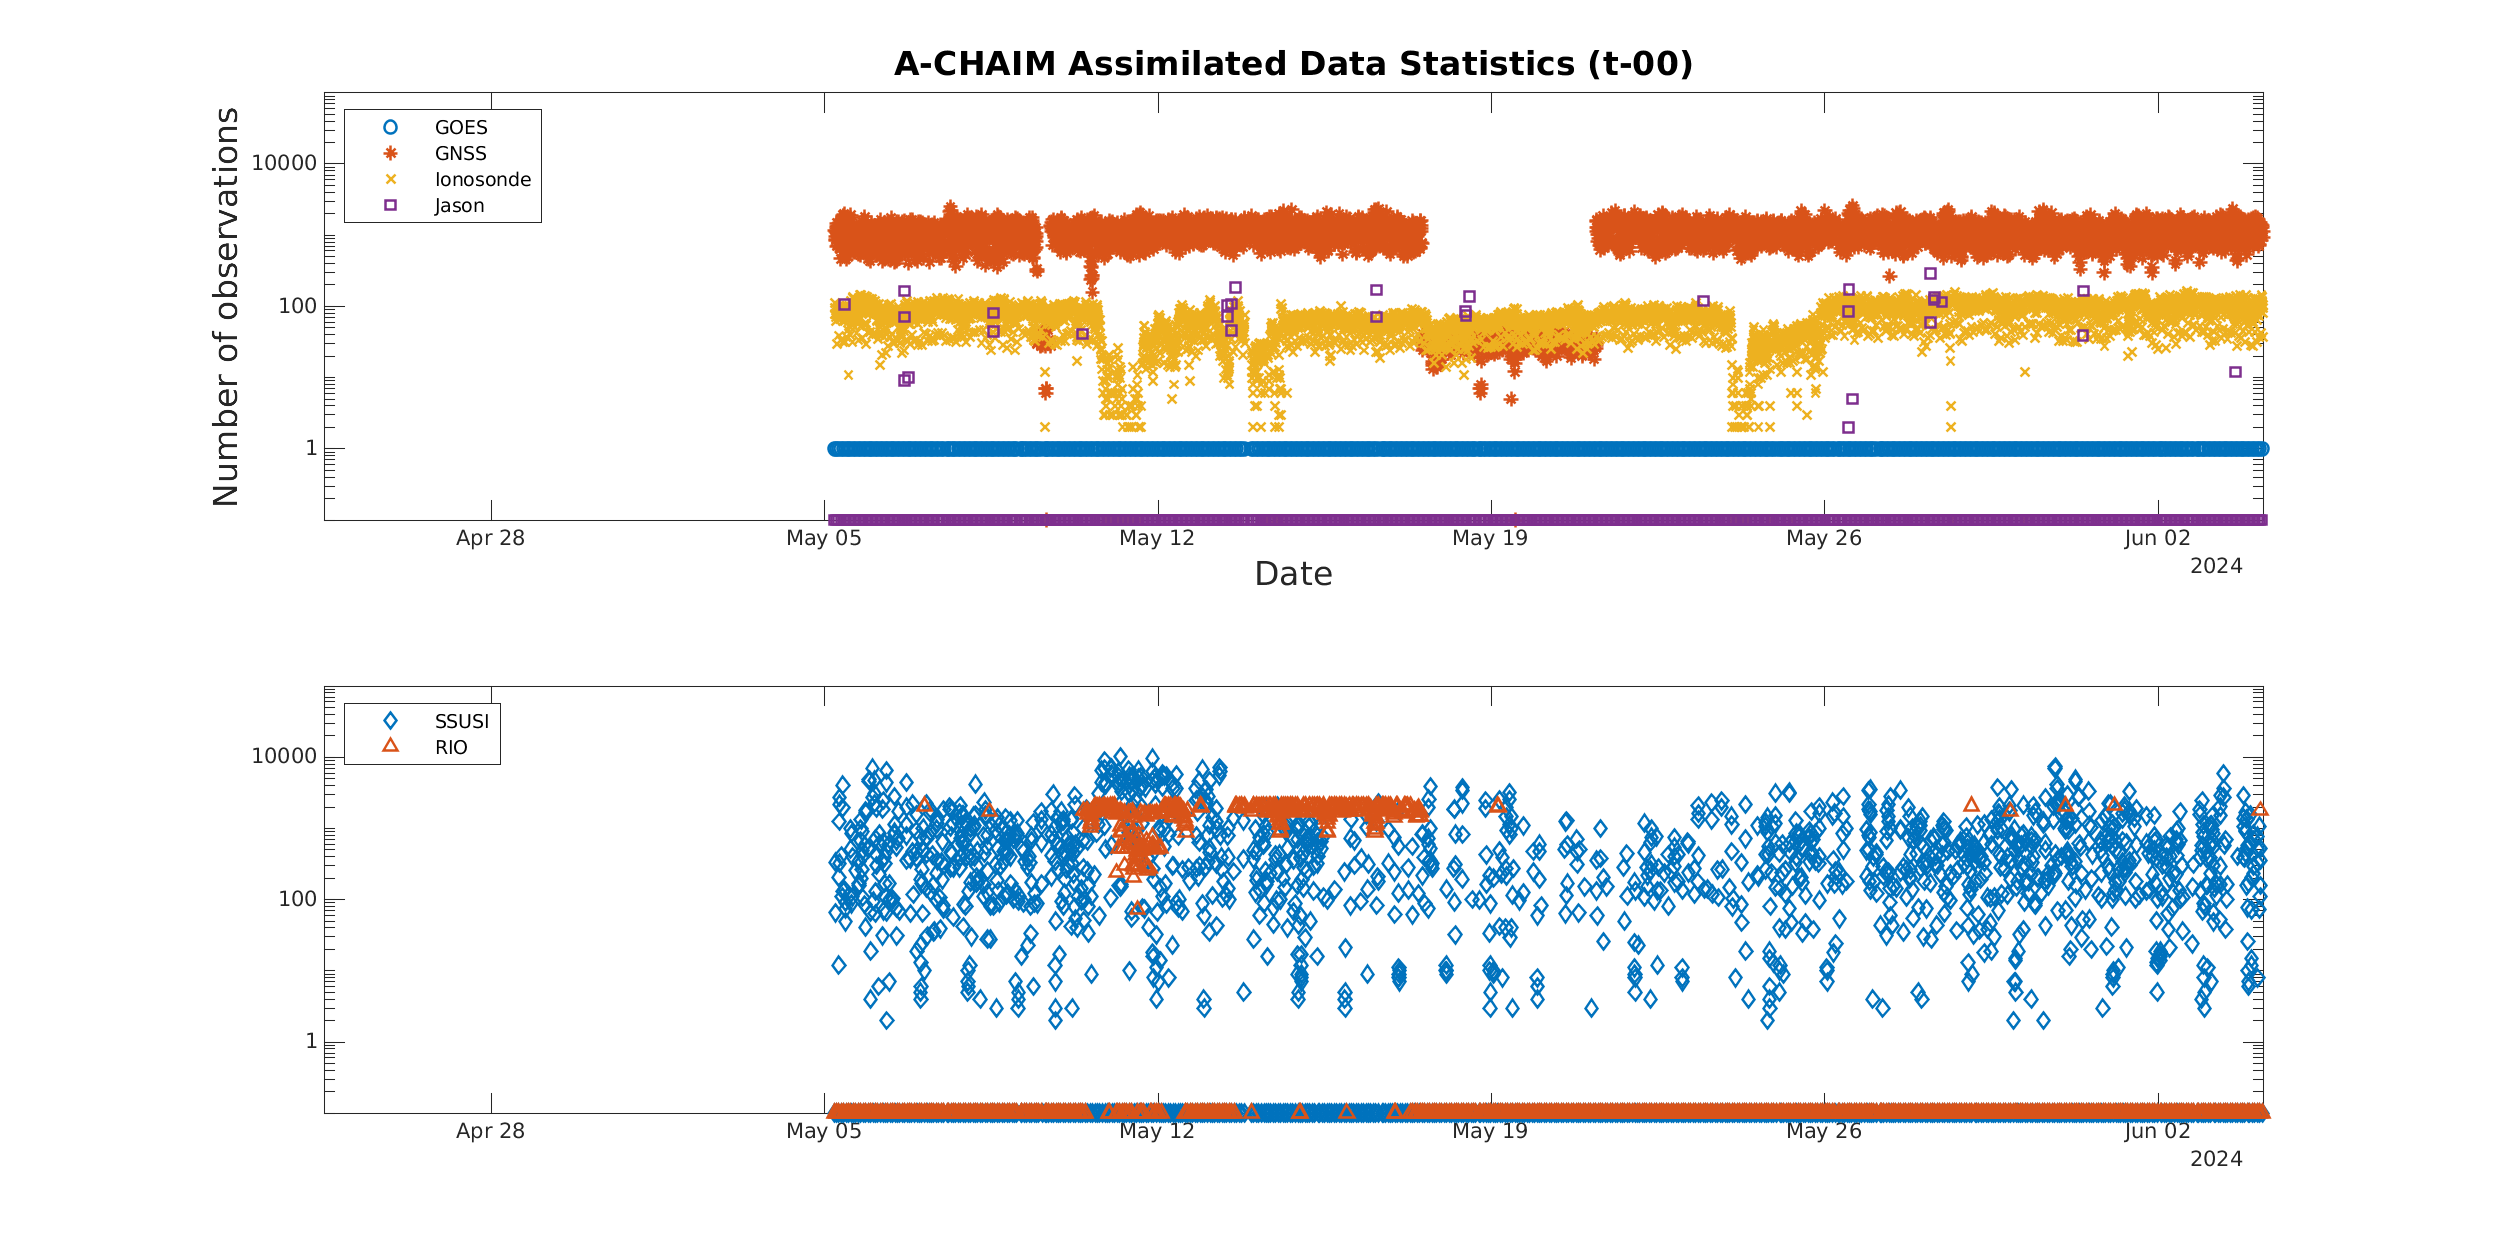 A-CHAIM Assimilated Data Statistics (t-00)
Number of observations
10000
100
1
GOES
GNSS
Ionosonde
Jason
Apr 28 May 05 May 12 May 19 May 26 Jun 02
2024
Date
10000
100
1
SSUSI
RIO
Apr 28 May 05 May 12 May 19 May 26 Jun 02
2024